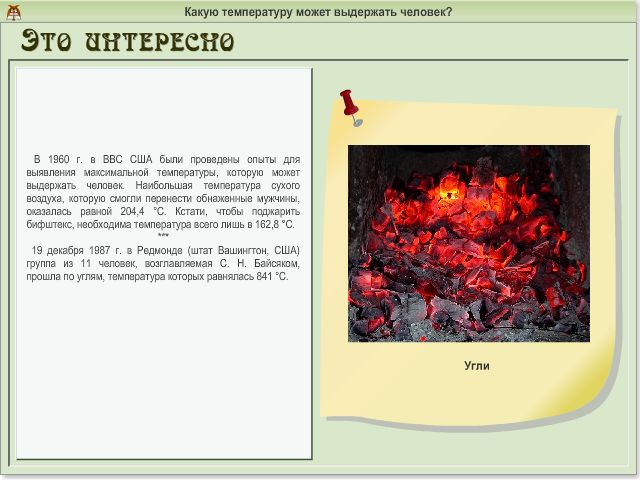 Какую температуру может выдержать человек?
Это интересно
В 1960 г. в ВВС США были проведены опыты для
выявления максимальной температуры, которую может
выдержать человек. Наибольшая температура сухого
воздуха, которую смогли перенести обнаженные мужчины,
оказалась равной 204,4 °С. Кстати, чтобы поджарить
бифштекс, необходима температура всего лишь в 162,8 °С.
***
19 декабря 1987 г. в Редмонде (штат Вашингтон, США)
группа из 11 человек, возглавляемая С. Н. Байсяком,
прошла по углям, температура которых равнялась 841 °С.
Угли